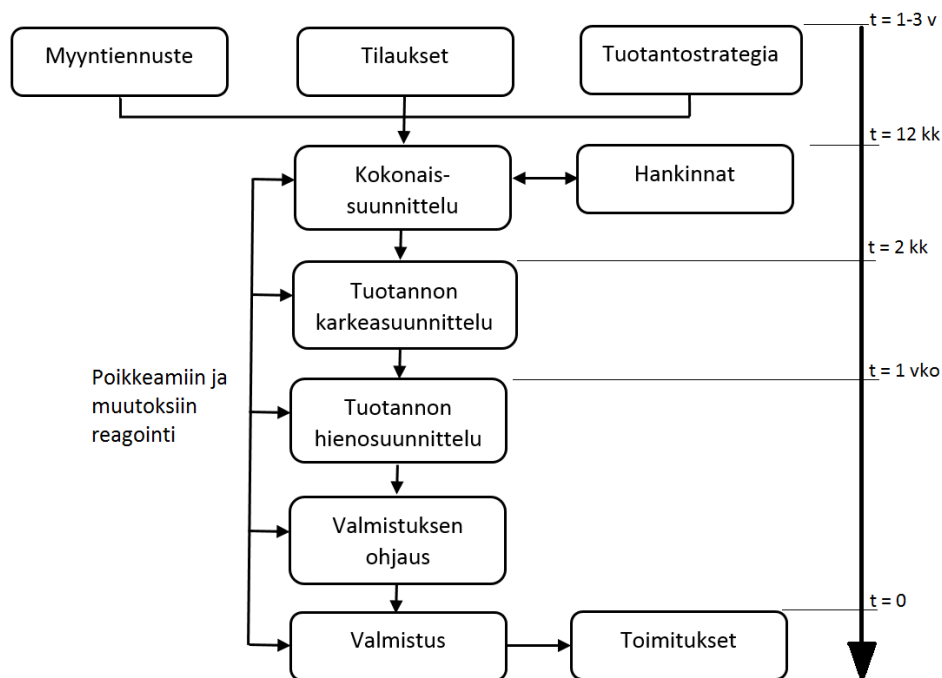 t = 1-3 v
Myyntiennuste
Tilaukset
Tuotantostrategia
t = 12 kk
Kokonais-
suunnittelu
Hankinnat
t = 2 kk
Tuotannon
karkeasuunnittelu
Poikkeamiin ja
muutoksiin
reagointi
t = 1 vko
Tuotannon
hienosuunnittelu
Valmistuksen
ohjaus
t = 0
Valmistus
Toimitukset